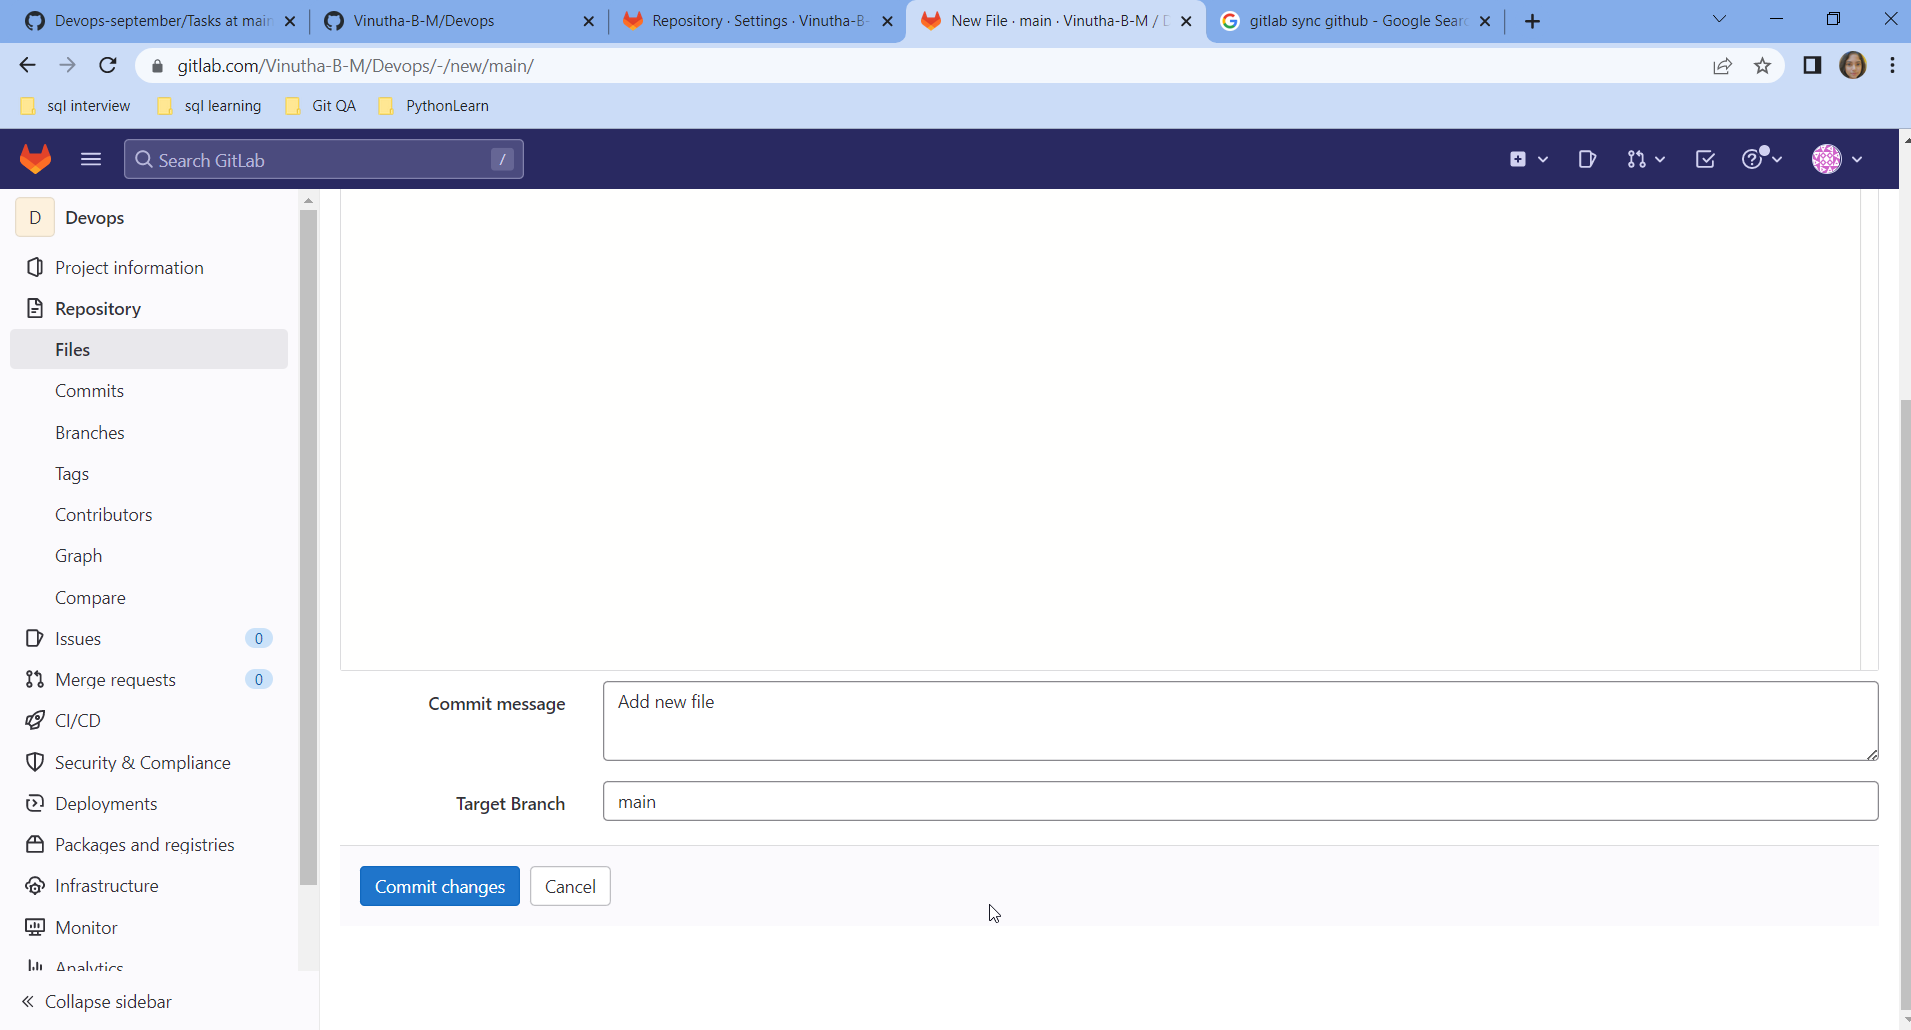 Devops-september/Tasks at main
Vinutha-B-M/Devops
Repository · Settings · Vinutha-B-
New File · main · Vinutha-B-M / D
gitlab sync github - Google Sear
gitlab.com/Vinutha-B-M/Devops/-/new/main/
sql interview
sql learning
Git QA
PythonLearn
Search GitLab
/
D
Devops
Project information
Repository
Files
Commits
Branches
Tags
Contributors
Graph
Compare
Issues 0
Merge requests 0
CI/CD
Security & Compliance
Deployments
Packages and registries
Infrastructure
Monitor
Analytics
Collapse sidebar
Commit message
Add new file
Target Branch
main
Commit changes
Cancel